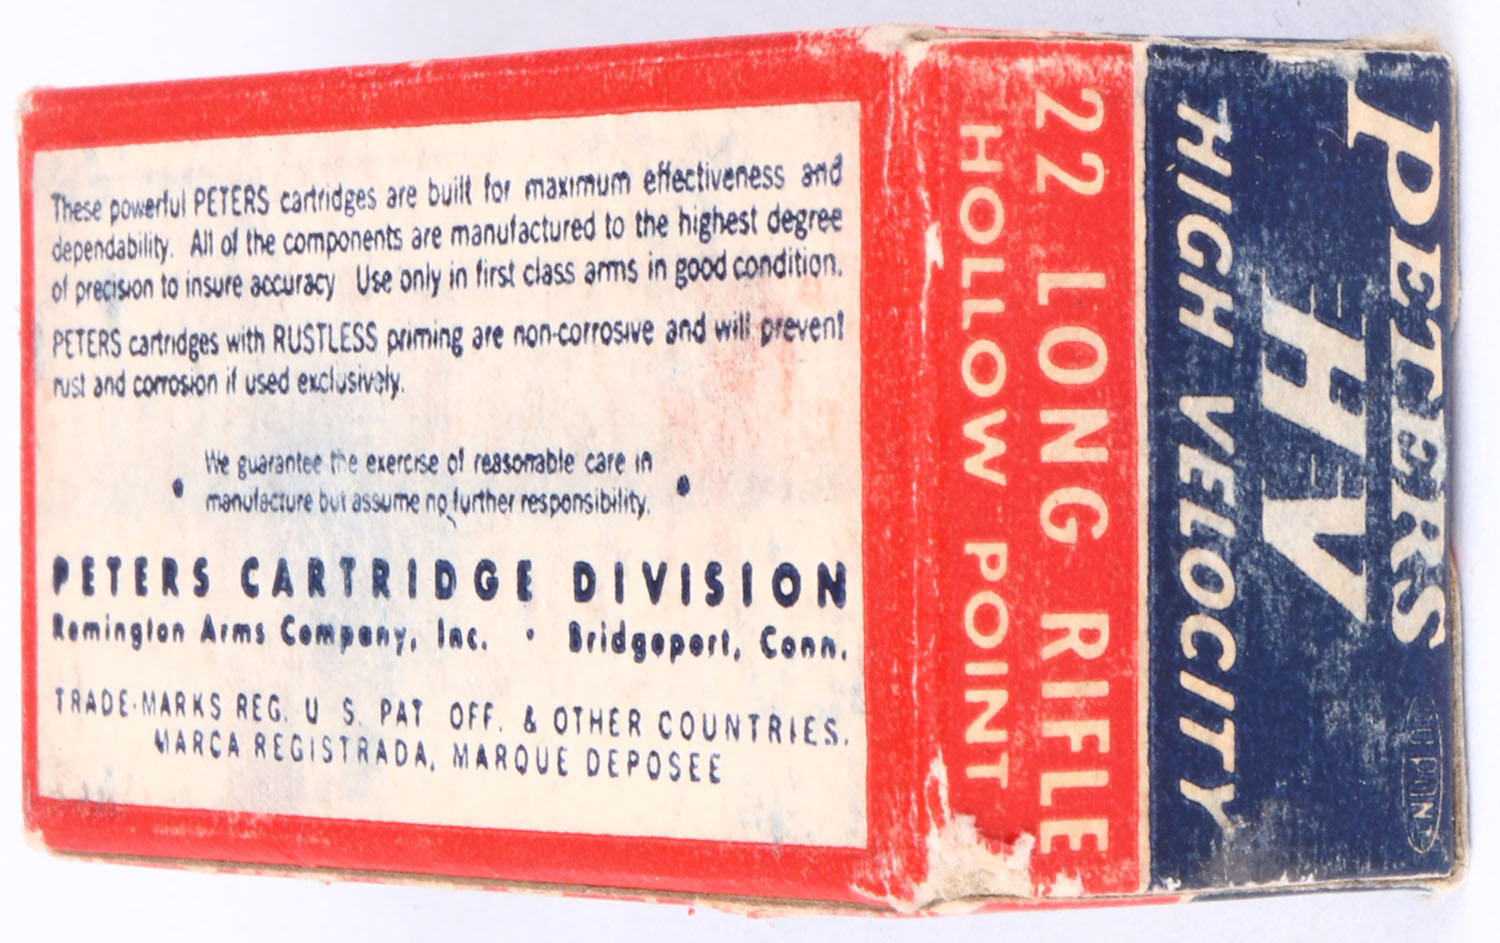 These powerful PETERS cartridges are built for maximum effectiveness and
dependability. All of the components are manufactured to the highest degree
of precision to insure accuracy Use only in first class arms in good condition.
PETERS cartridges with RUSTLESS priming are non-corrosive and will prevent
rust and corrosion if used exclusively.
We guarantee the exercise of reasonable care in
manufacture but assume no further responsibility.
PETERS CARTRIDGE DIVISION
Remington Arms Company, Inc. • Bridgeport, Conn.
TRADE-MARKS REG. U S. PAT OFF. & OTHER COUNTRIES.
MARCA REGISTRADA, MARQUE DEPOSEE
PETERS
HV
HIGH VELOCITY
22 LONG RIFLE
HOLLOW POINT
DU PONT